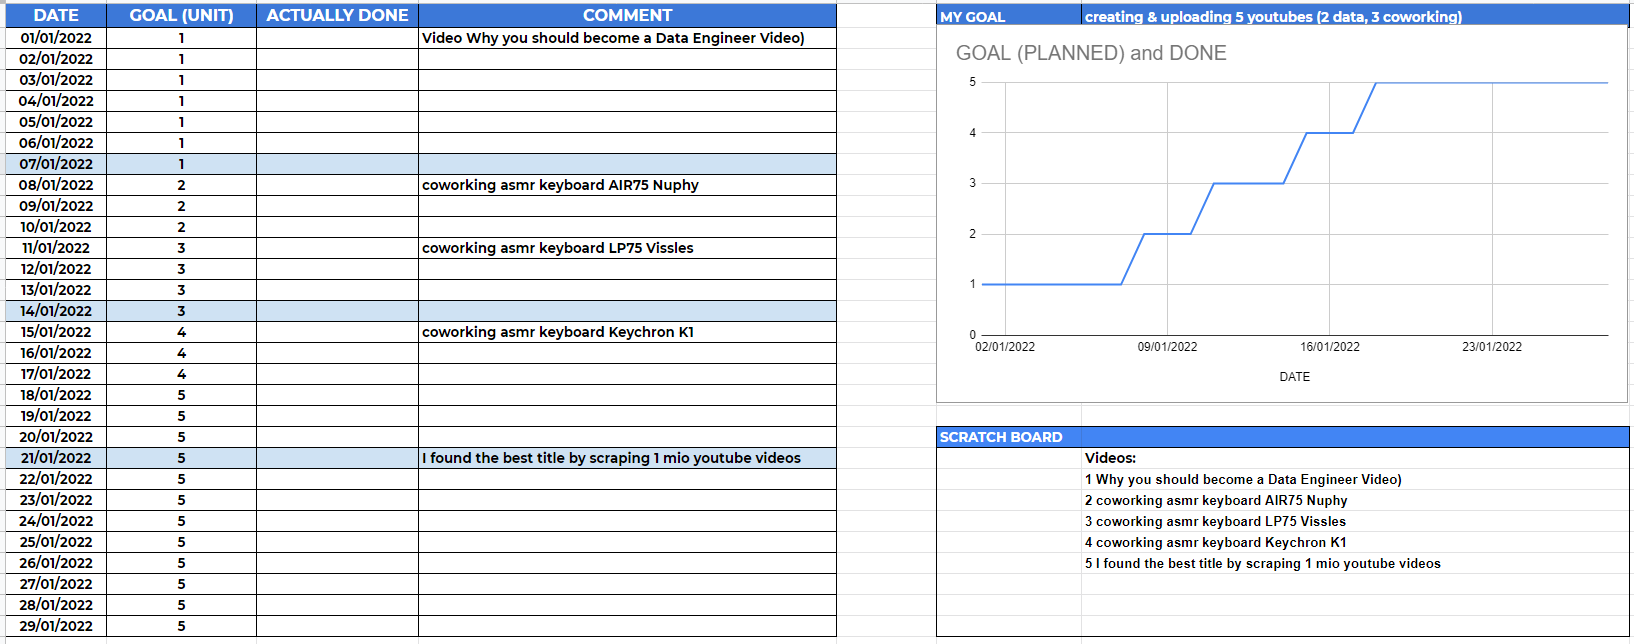 DATE GOAL (UNIT) ACTUALLY DONE COMMENT
01/01/2022 1 Video Why you should become a Data Engineer Video)
02/01/2022 1
03/01/2022 1
04/01/2022 1
05/01/2022 1
06/01/2022 1
07/01/2022 1
08/01/2022 2 coworking asmr keyboard AIR75 Nuphy
09/01/2022 2
10/01/2022 2
11/01/2022 3 coworking asmr keyboard LP75 Vissles
12/01/2022 3
13/01/2022 3
14/01/2022 3
15/01/2022 4 coworking asmr keyboard Keychron K1
16/01/2022 4
17/01/2022 4
18/01/2022 5
19/01/2022 5
20/01/2022 5
21/01/2022 5 I found the best title by scraping 1 mio youtube videos
22/01/2022 5
23/01/2022 5
24/01/2022 5
25/01/2022 5
26/01/2022 5
27/01/2022 5
28/01/2022 5
29/01/2022 5
MY GOAL creating & uploading 5 youtubes (2 data, 3 coworking)
GOAL (PLANNED) and DONE
5
4
3
2
1
0
02/01/2022 09/01/2022 16/01/2022 23/01/2022
DATE
SCRATCH BOARD
Videos:
1 Why you should become a Data Engineer Video)
2 coworking asmr keyboard AIR75 Nuphy
3 coworking asmr keyboard LP75 Vissles
4 coworking asmr keyboard Keychron K1
5 I found the best title by scraping 1 mio youtube videos